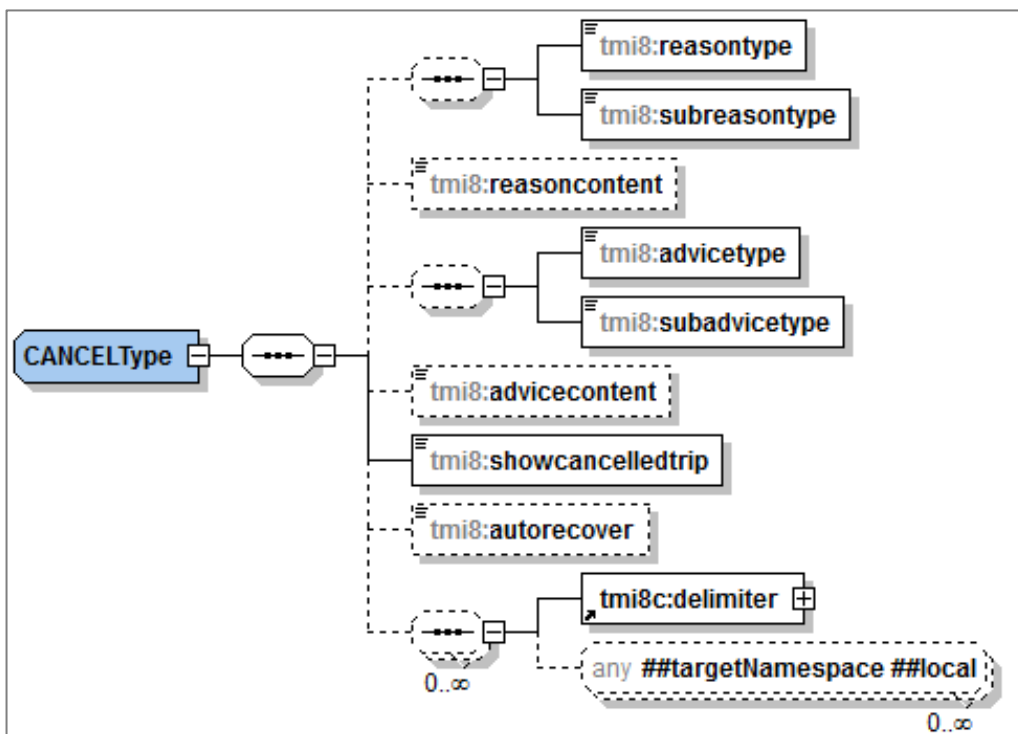 tmi8:reasontype
tmi8:subreasontype
tmi8:reasoncontent
tmi8:advicetype
tmi8:subadvicetype
CANCELType
tmi8:advicecontent
tmi8:showcancelledtrip
tmi8:autorecover
tmi8c:delimiter
0..∞
any ##targetNamespace ##local
0..∞